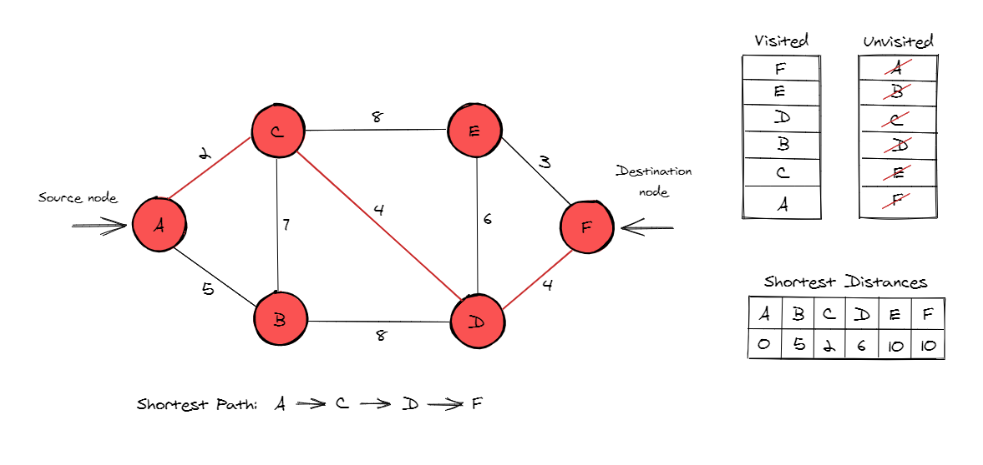 Visited
Unvisited
F
A
E
B
D
C
B
D
C
E
A
F
C
8
E
2
3
Destination
node
Source node
A
7
4
6
F
5
4
B
8
D
Shortest Distances
A B C D E F
0 5 2 6 10 10
Shortest Path: A → C → D → F